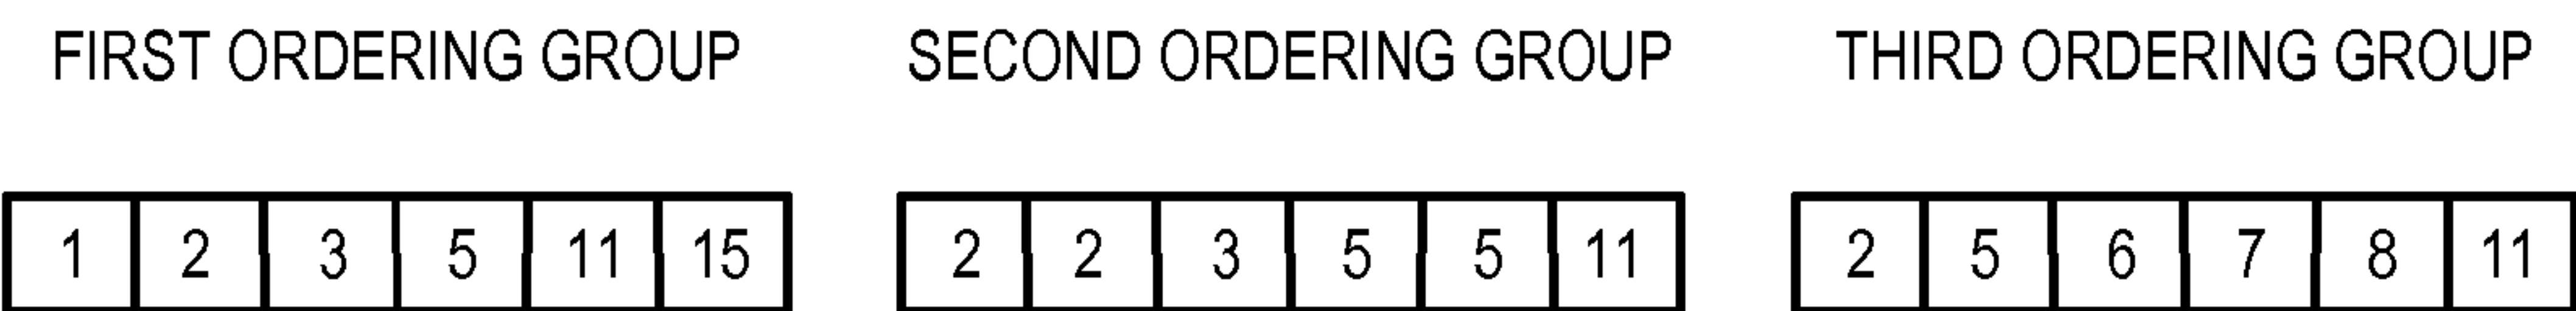 FIRST ORDERING GROUP SECOND ORDERING GROUP THIRD ORDERING GROUP
1 2 3 5 11 15 2 2 3 5 5 11 2 5 6 7 8 11